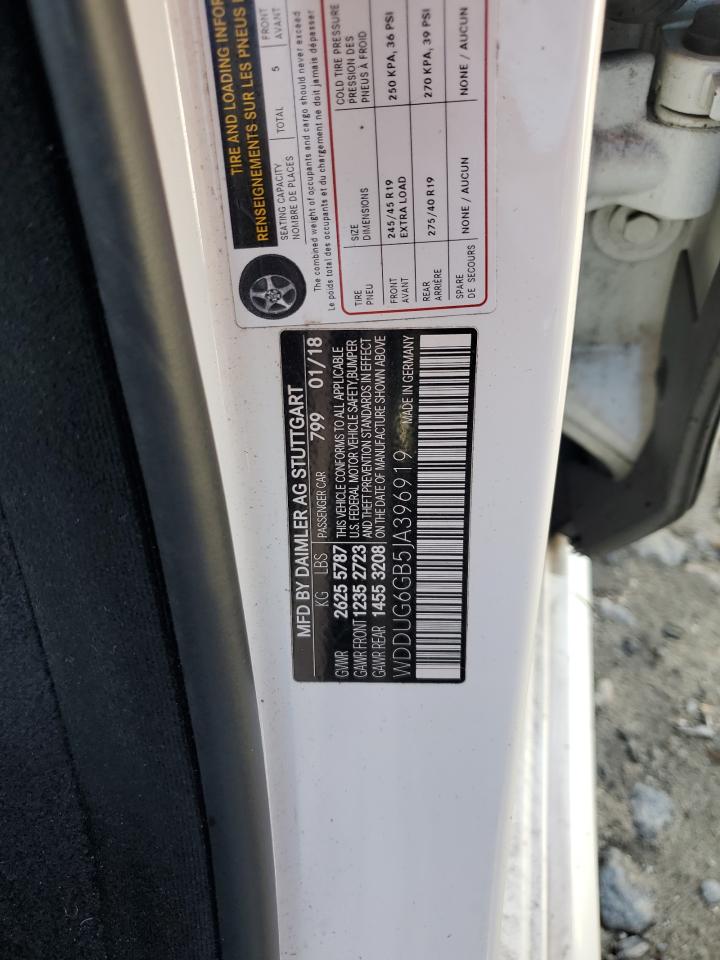 TIRE AND LOADING INFOR
RENSEIGNEMENTS SUR LES PNEUS
SEATING CAPACITY
NOMBRE DE PLACES
TOTAL 5
FRONT
AVANT
The combined weight of occupants and cargo should never exceed
Le poids total des occupants et du chargement ne doit jamais dépasser
TIRE
PNEU
SIZE
DIMENSIONS
COLD TIRE PRESSURE
PRESSION DES
PNEUS À FROID
FRONT
AVANT
245/45 R19
EXTRA LOAD
250 KPA, 36 PSI
REAR
ARRIÈRE
275/40 R19
270 KPA, 39 PSI
SPARE
DE SECOURS
NONE / AUCUN
NONE / AUCUN
MFD BY DAIMLER AG STUTTGART
KG LBS PASSENGER CAR 799 01/18
GVWR 2625 5787
GAWR FRONT 1235 2723
GAWR REAR 1455 3208
THIS VEHICLE CONFORMS TO ALL APPLICABLE
U.S. FEDERAL MOTOR VEHICLE SAFETY,BUMPER
AND THEFT PREVENTION STANDARDS IN EFFECT
ON THE DATE OF MANUFACTURE SHOWN ABOVE
WDDUG6GB5JA396919 MADE IN GERMANY